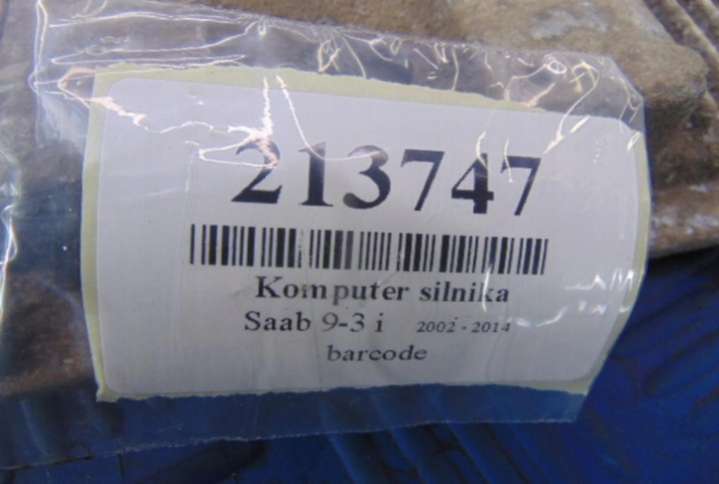 213747
Komputer silnika
Saab 9-3 i 2002 - 2014
barcode